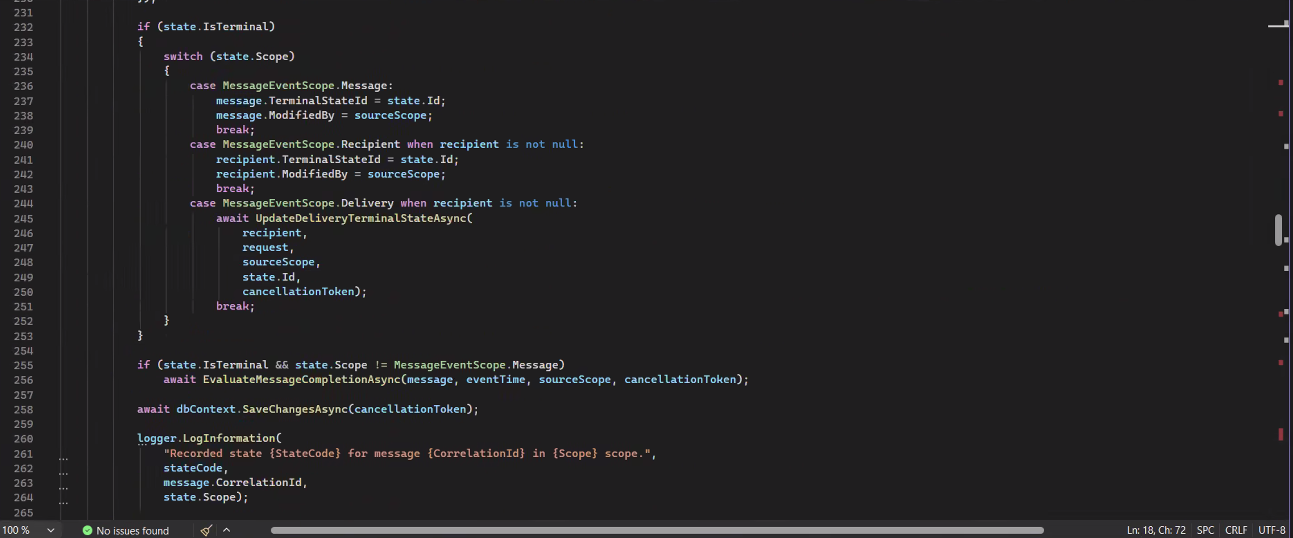 231
232 if (state.IsTerminal)
233 {
234 switch (state.Scope)
235 {
236 case MessageEventScope.Message:
237 message.TerminalStateId = state.Id;
238 message.ModifiedBy = sourceScope;
239 break;
240 case MessageEventScope.Recipient when recipient is not null:
241 recipient.TerminalStateId = state.Id;
242 recipient.ModifiedBy = sourceScope;
243 break;
244 case MessageEventScope.Delivery when recipient is not null:
245 await UpdateDeliveryTerminalStateAsync(
246 recipient,
247 request,
248 sourceScope,
249 state.Id,
250 cancellationToken);
251 break;
252 }
253 }
254
255 if (state.IsTerminal && state.Scope != MessageEventScope.Message)
256 await EvaluateMessageCompletionAsync(message, eventTime, sourceScope, cancellationToken);
257
258 await dbContext.SaveChangesAsync(cancellationToken);
259
260 logger.LogInformation(
261 "Recorded state {StateCode} for message {CorrelationId} in {Scope} scope.",
262 stateCode,
263 message.CorrelationId,
264 state.Scope);
265
100 % No issues found Ln: 18, Ch: 72 SPC CRLF UTF-8